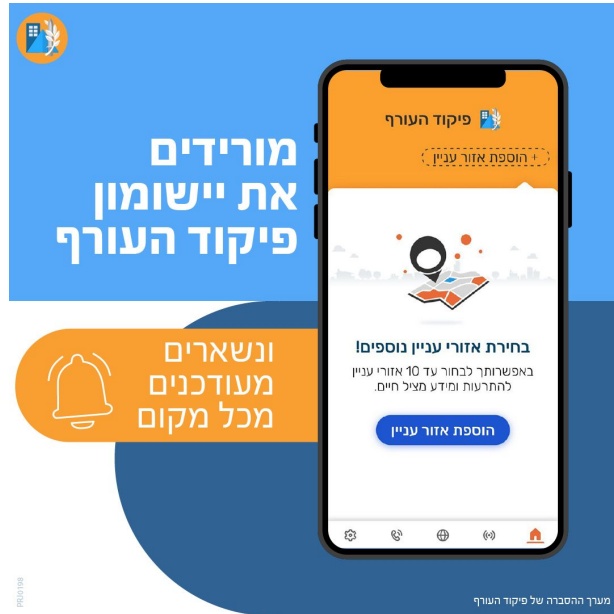 מורידים
את יישומון
פיקוד העורף
ונשארים
מעודכנים
מכל מקום
פיקוד העורף
+ הוספת אזור עניין
בחירת אזורי עניין נוספים!
באפשרותך לבחור עד 10 אזורי עניין
להתרעות ומידע מציל חיים.
הוספת אזור עניין
מערך ההסברה של פיקוד העורף
PR20198